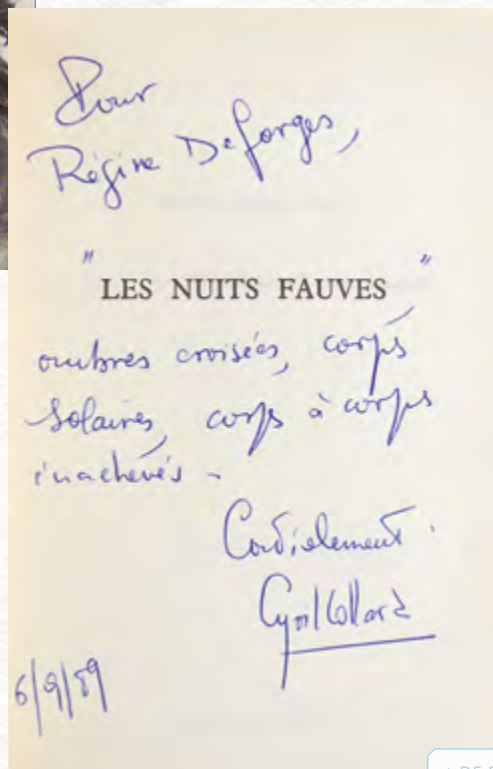 Pour
Régine Deforges,
"LES NUITS FAUVES"
ombres croisées, corps
solaires, corps à corps
inachevés -
Cordialement.
Cyril Collard
6/9/89